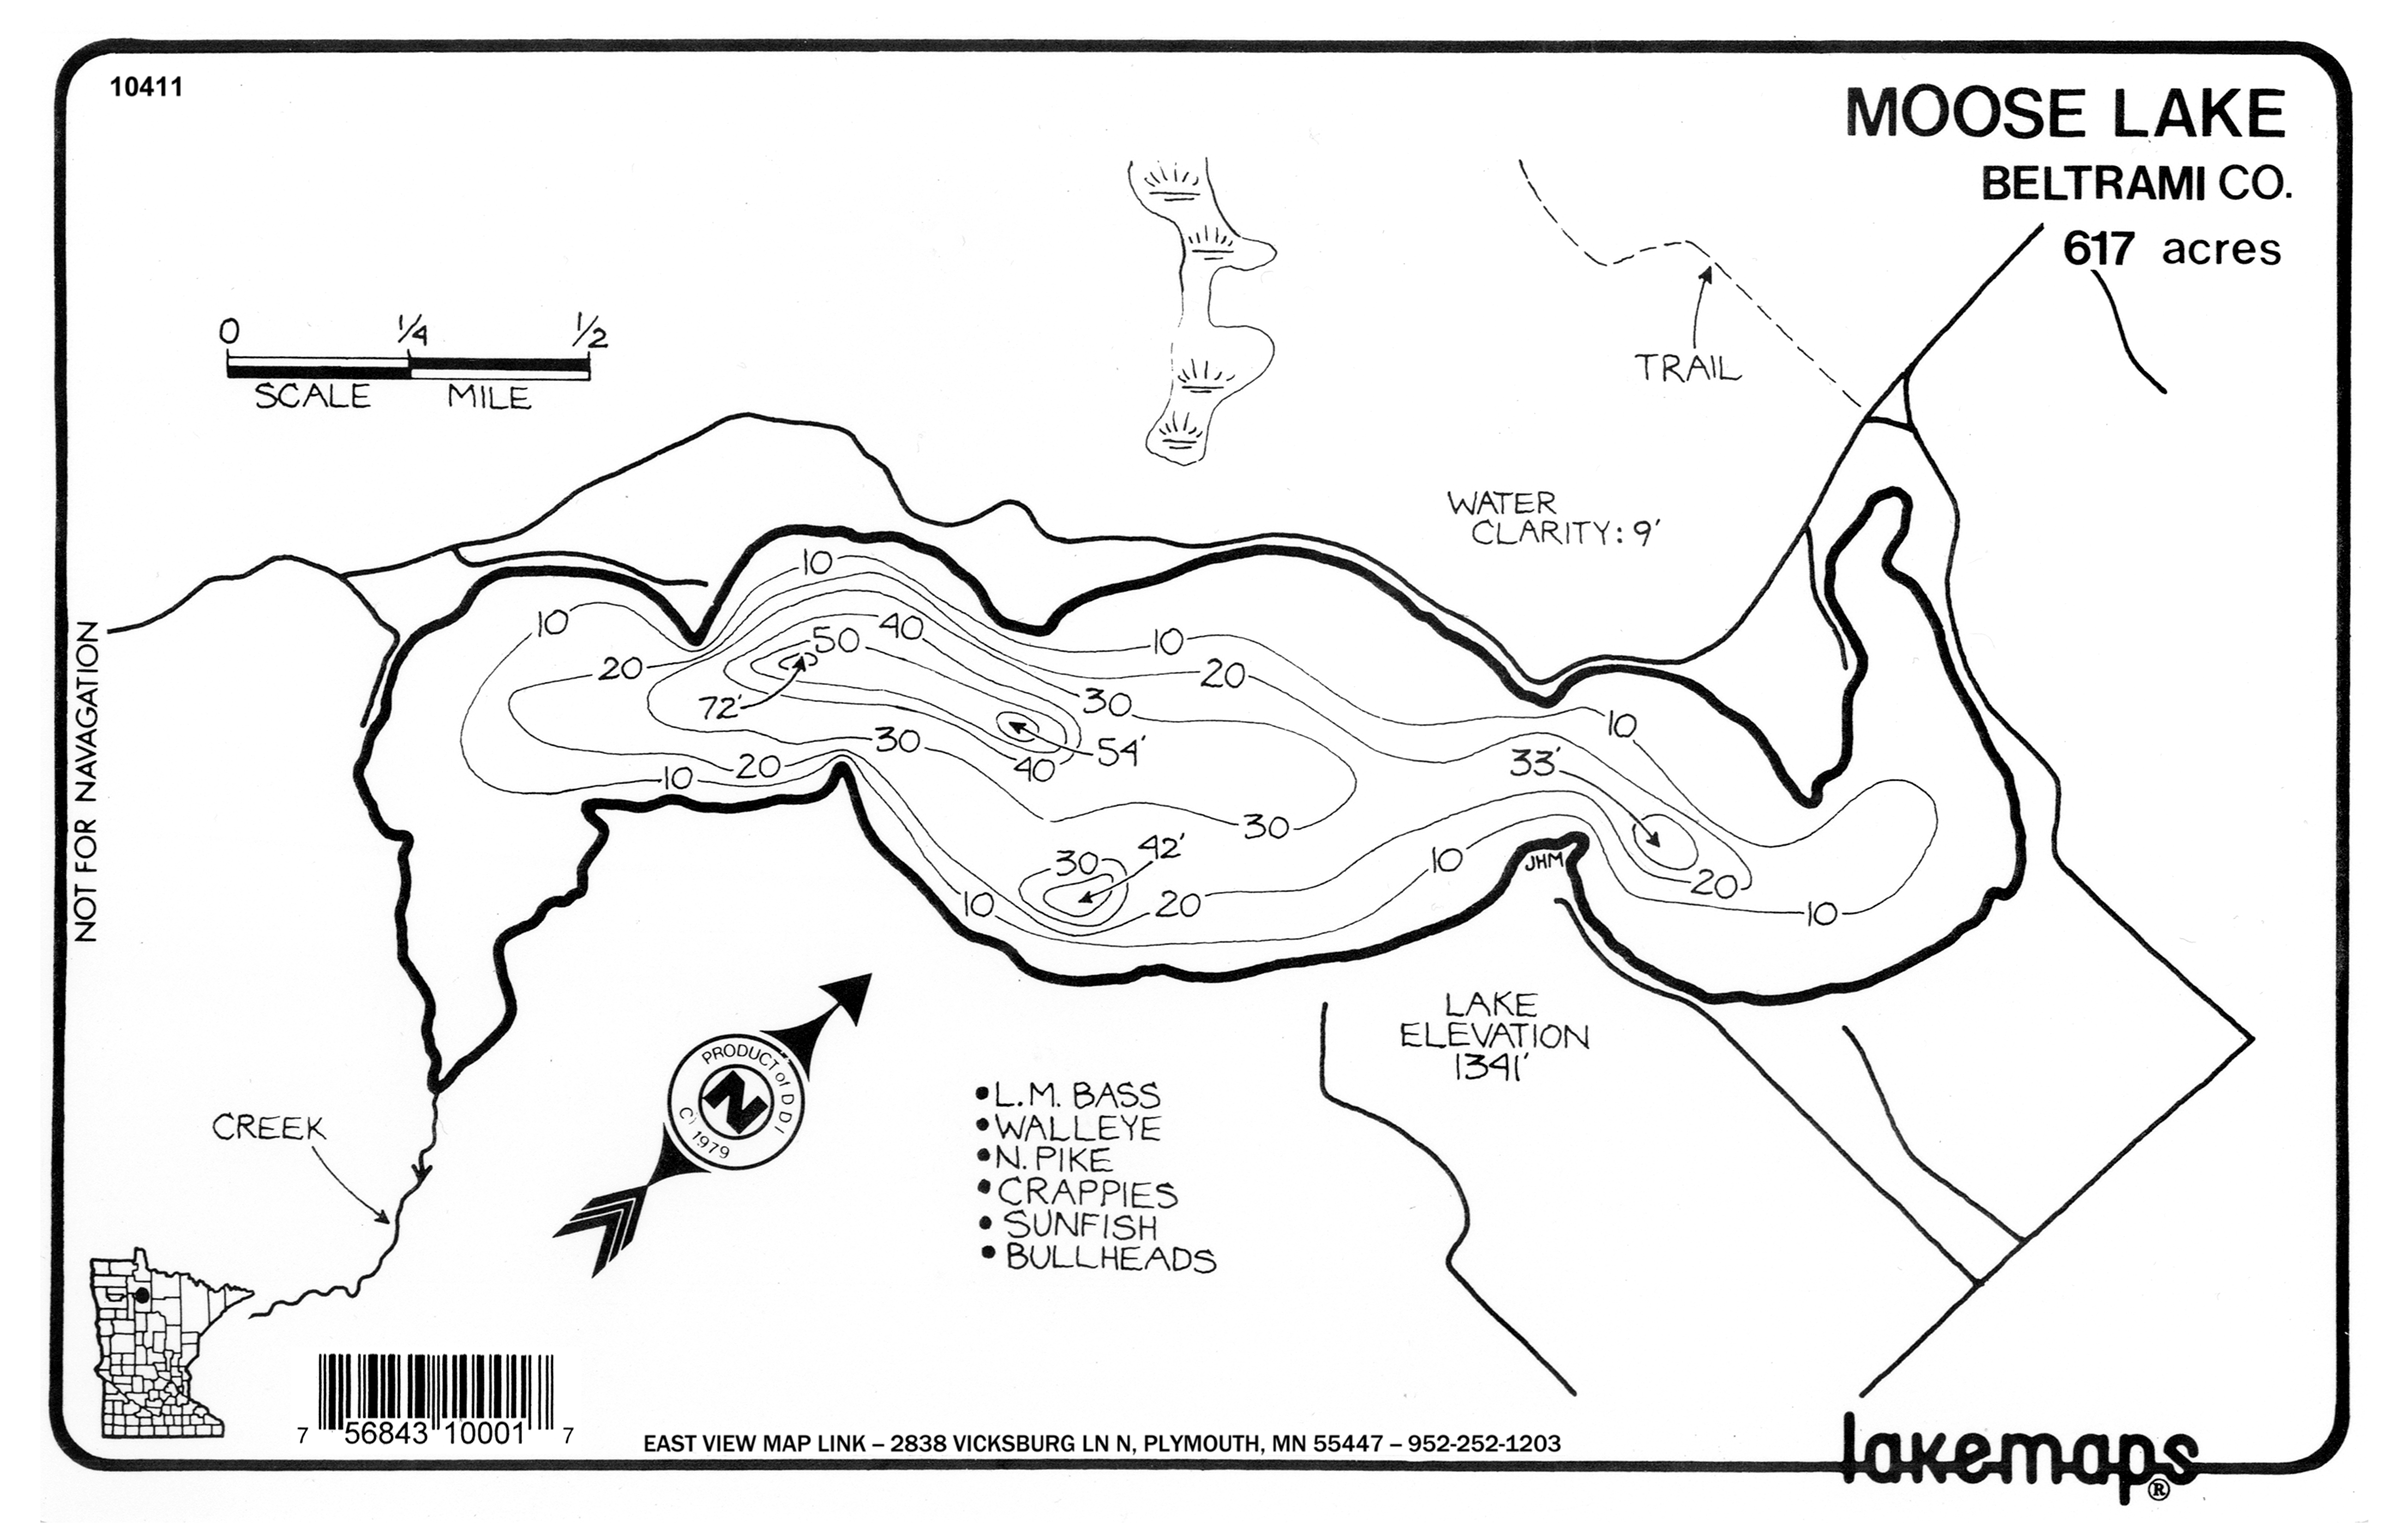 10411
MOOSE LAKE
BELTRAMI CO.
617 acres
0 1/4 1/2
SCALE MILE
TRAIL
WATER
CLARITY: 9'
NOT FOR NAVAGATION
10
10
40
50
20
10
20
72'
30
30
54'
40
10
20
10
33'
30
20
10
30
42'
10
20
10
20
10
JHM
LAKE
ELEVATION
1341'
PRODUCT of DDI
N
C 1979
CREEK
• L.M. BASS
• WALLEYE
• N. PIKE
• CRAPPIES
• SUNFISH
• BULLHEADS
7 56843 10001 7
EAST VIEW MAP LINK – 2838 VICKSBURG LN N, PLYMOUTH, MN 55447 – 952-252-1203
lakemaps®